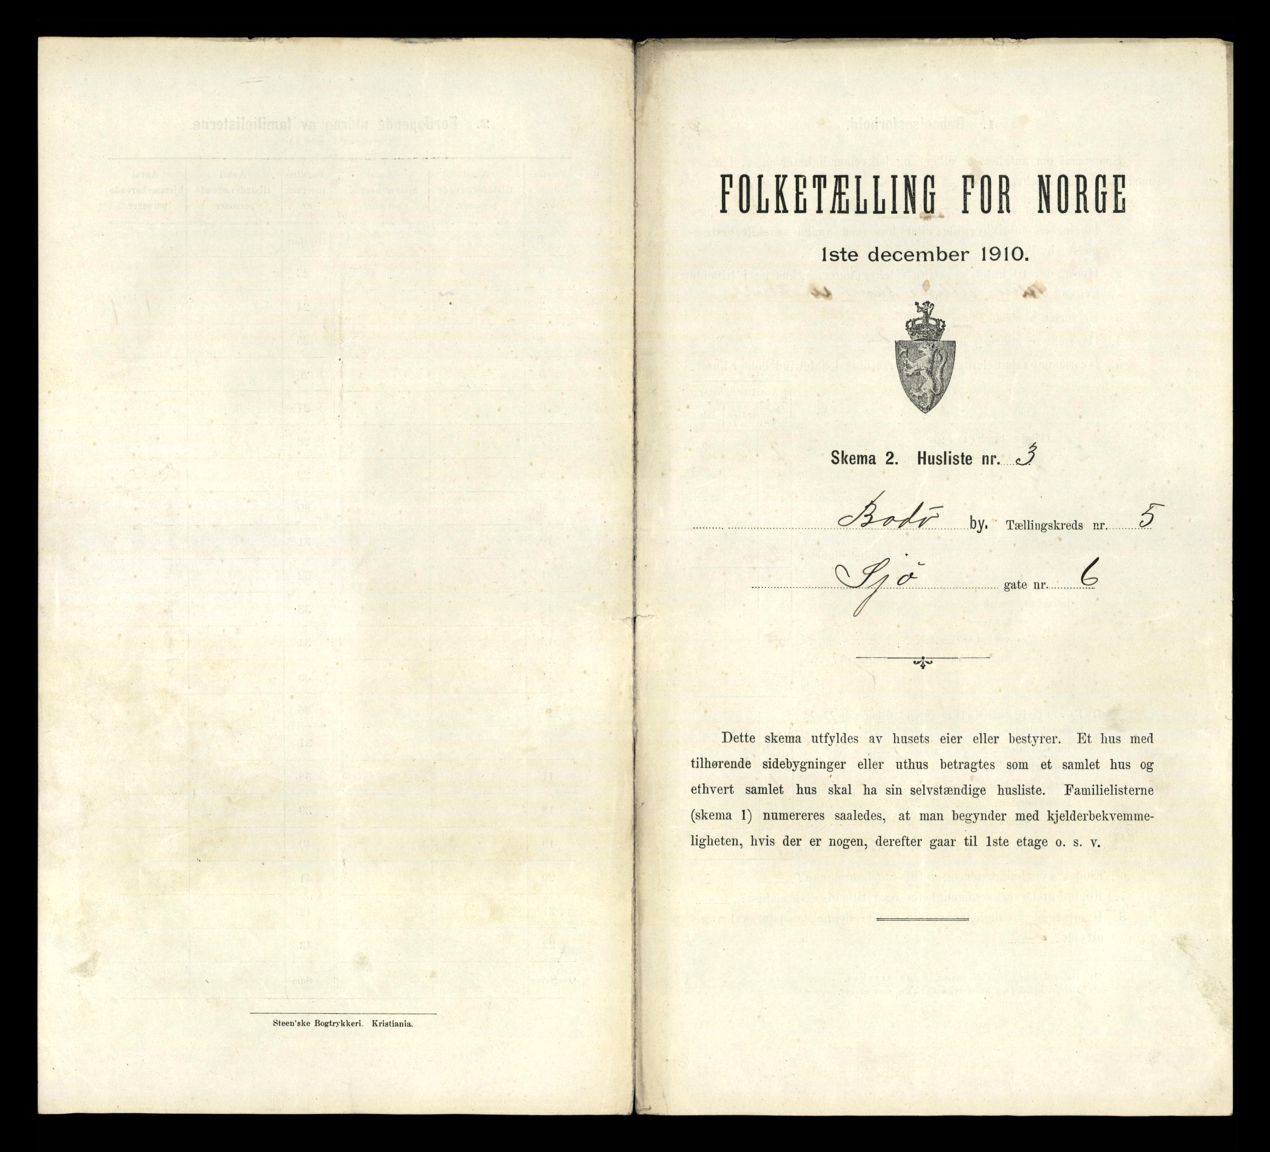 FOLKETÆLLING FOR NORGE
1ste december 1910.
Skema 2. Husliste nr. 3
Bodø by. Tællingskreds nr. 5
Sjø gate nr. 6
Dette skema utfyldes av husets eier eller bestyrer. Et hus med
tilhørende sidebygninger eller uthus betragtes som et samlet hus og
ethvert samlet hus skal ha sin selvstændige husliste. Familielisterne
(skema 1) numereres saaledes, at man begynder med kjelderbekvemme-
ligheten, hvis der er nogen, derefter gaar til 1ste etage o. s. v.
Steen'ske Bogtrykkeri. Kristiania.